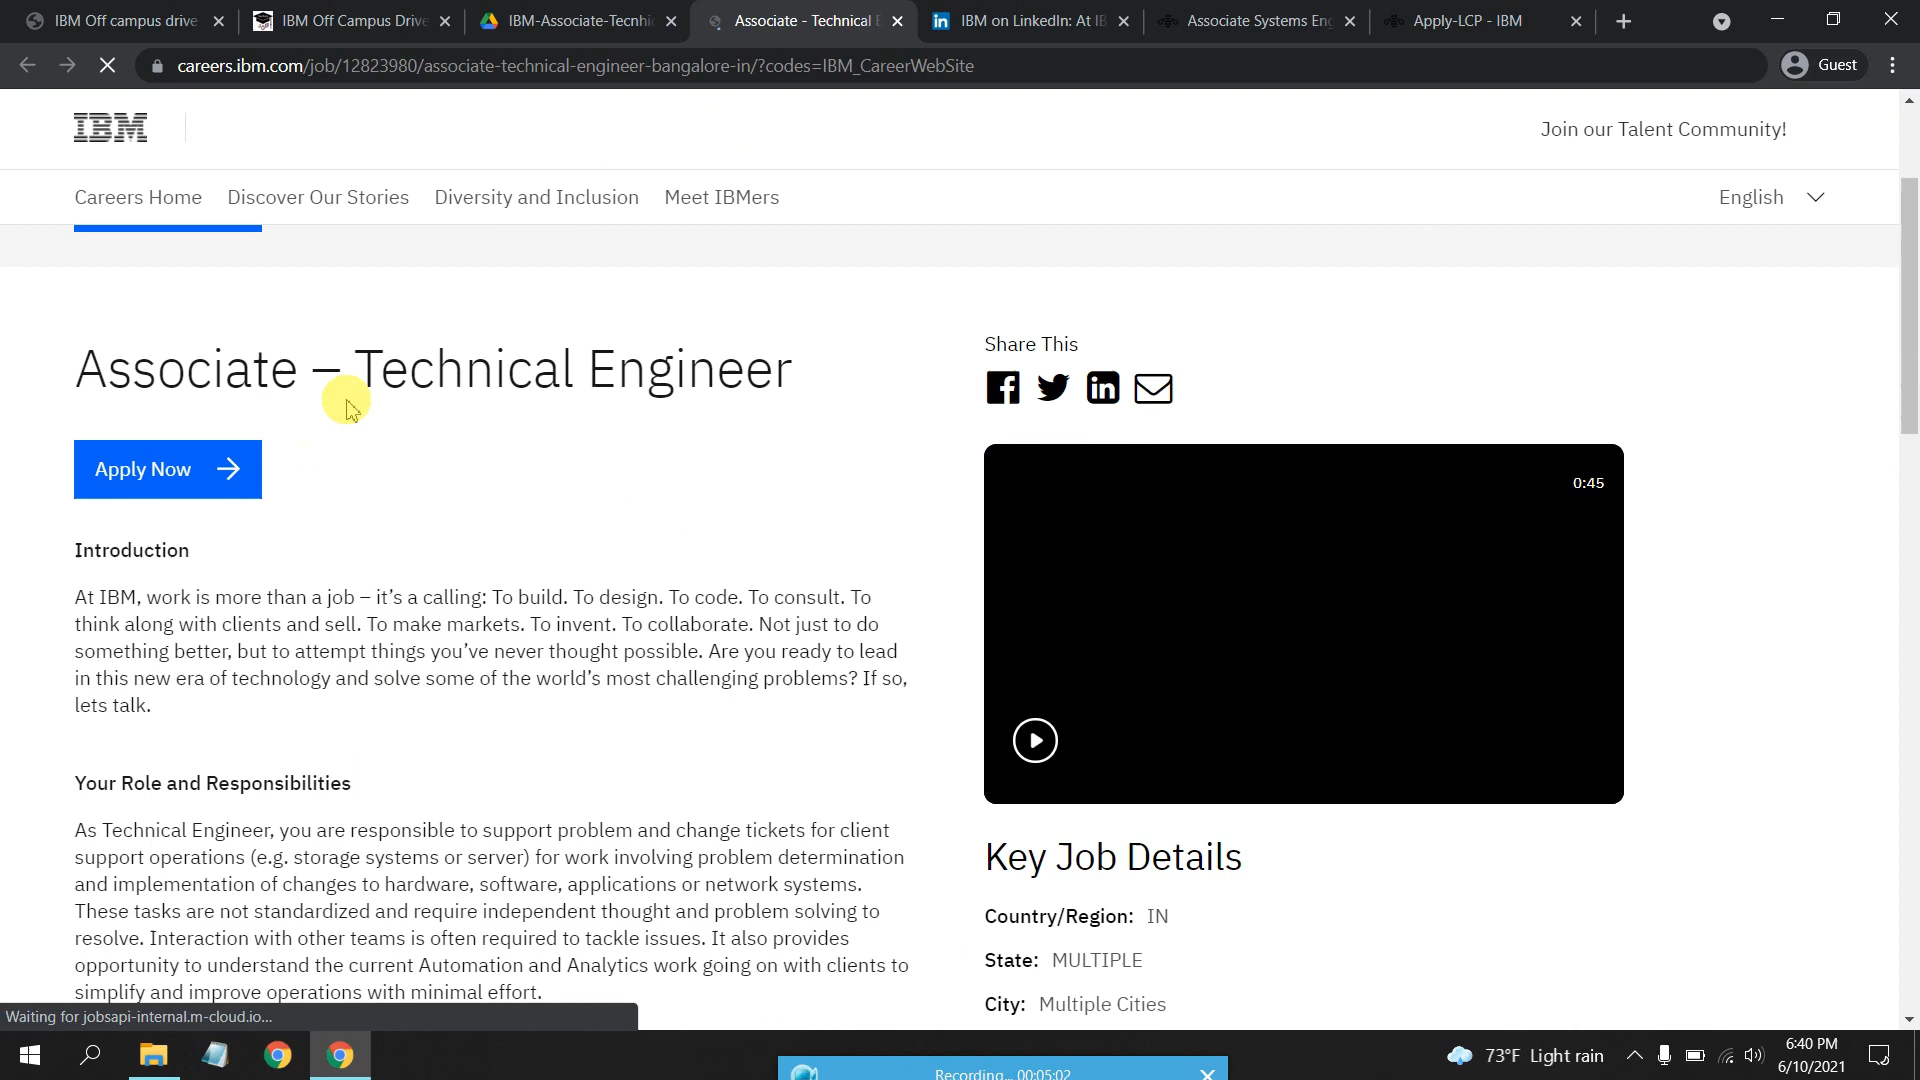 IBM Off campus drive
IBM Off Campus Drive
IBM-Associate-Tecnhi
Associate - Technical E
IBM on LinkedIn: At IB
Associate Systems Eng
Apply-LCP - IBM
careers.ibm.com/job/12823980/associate-technical-engineer-bangalore-in/?codes=IBM_CareerWebSite
Guest
IBM
Join our Talent Community!
Careers Home
Discover Our Stories
Diversity and Inclusion
Meet IBMers
English
Associate – Technical Engineer
Apply Now
Introduction
At IBM, work is more than a job – it's a calling: To build. To design. To code. To consult. To
think along with clients and sell. To make markets. To invent. To collaborate. Not just to do
something better, but to attempt things you've never thought possible. Are you ready to lead
in this new era of technology and solve some of the world's most challenging problems? If so,
lets talk.
Your Role and Responsibilities
As Technical Engineer, you are responsible to support problem and change tickets for client
support operations (e.g. storage systems or server) for work involving problem determination
and implementation of changes to hardware, software, applications or network systems.
These tasks are not standardized and require independent thought and problem solving to
resolve. Interaction with other teams is often required to tackle issues. It also provides
opportunity to understand the current Automation and Analytics work going on with clients to
simplify and improve operations with minimal effort.
Share This
0:45
Key Job Details
Country/Region: IN
State: MULTIPLE
City: Multiple Cities
Waiting for jobsapi-internal.m-cloud.io...
Recording... 00:05:02
73°F Light rain
6:40 PM
6/10/2021